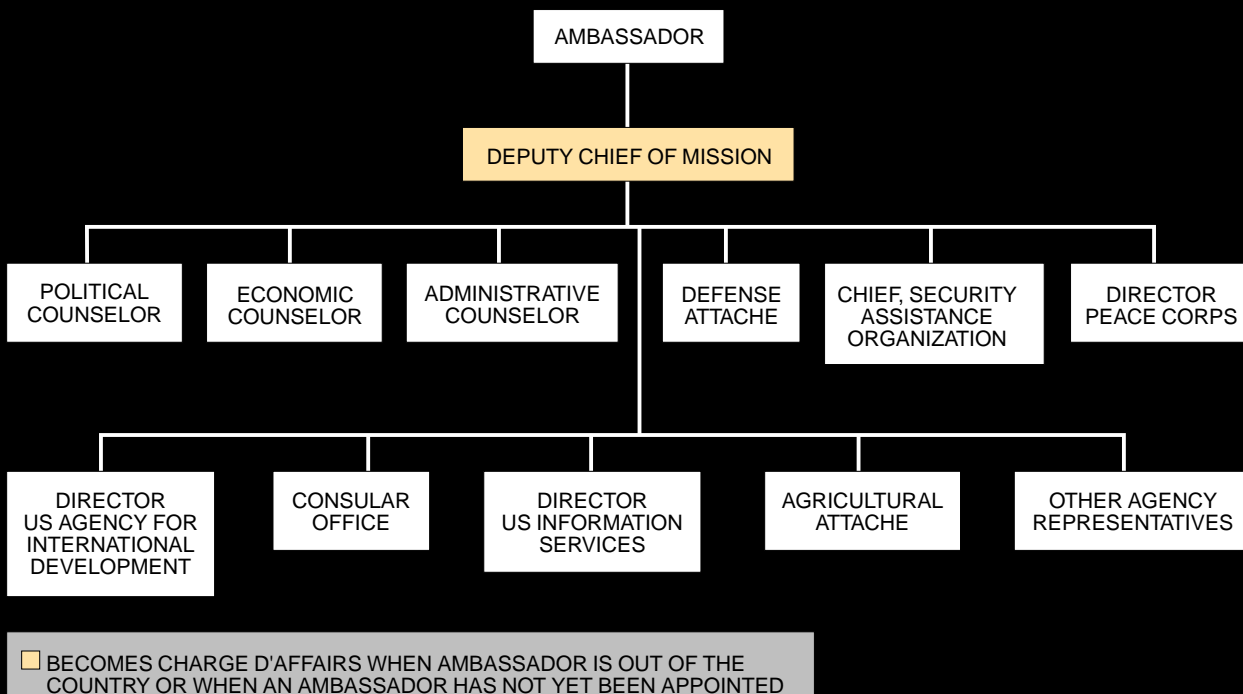 AMBASSADOR
DEPUTY CHIEF OF MISSION
POLITICAL
COUNSELOR
ECONOMIC
COUNSELOR
ADMINISTRATIVE
COUNSELOR
DEFENSE
ATTACHE
CHIEF, SECURITY
ASSISTANCE
ORGANIZATION
DIRECTOR
PEACE CORPS
DIRECTOR
US AGENCY FOR
INTERNATIONAL
DEVELOPMENT
CONSULAR
OFFICE
DIRECTOR
US INFORMATION
SERVICES
AGRICULTURAL
ATTACHE
OTHER AGENCY
REPRESENTATIVES
BECOMES CHARGE D'AFFAIRS WHEN AMBASSADOR IS OUT OF THE
COUNTRY OR WHEN AN AMBASSADOR HAS NOT YET BEEN APPOINTED